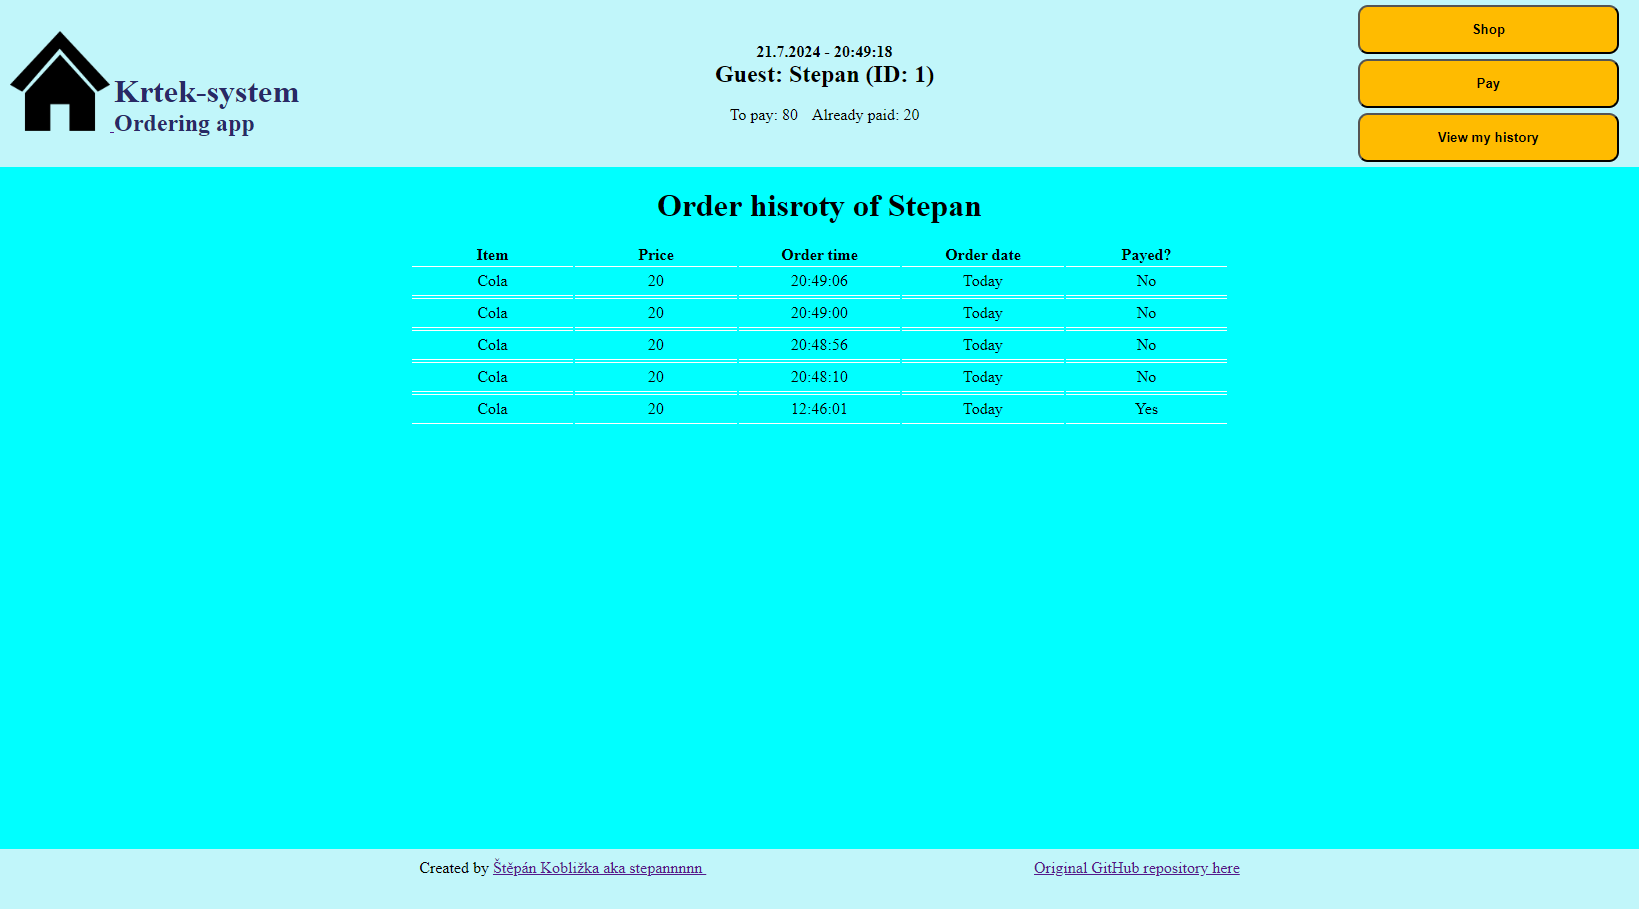 Krtek-system
Ordering app
21.7.2024 - 20:49:18
Guest: Stepan (ID: 1)
To pay: 80 Already paid: 20
Shop
Pay
View my history
Order hisroty of Stepan
Item Price Order time Order date Payed?
Cola 20 20:49:06 Today No
Cola 20 20:49:00 Today No
Cola 20 20:48:56 Today No
Cola 20 20:48:10 Today No
Cola 20 12:46:01 Today Yes
Created by Štěpán Kobližka aka stepannnnn Original GitHub repository here